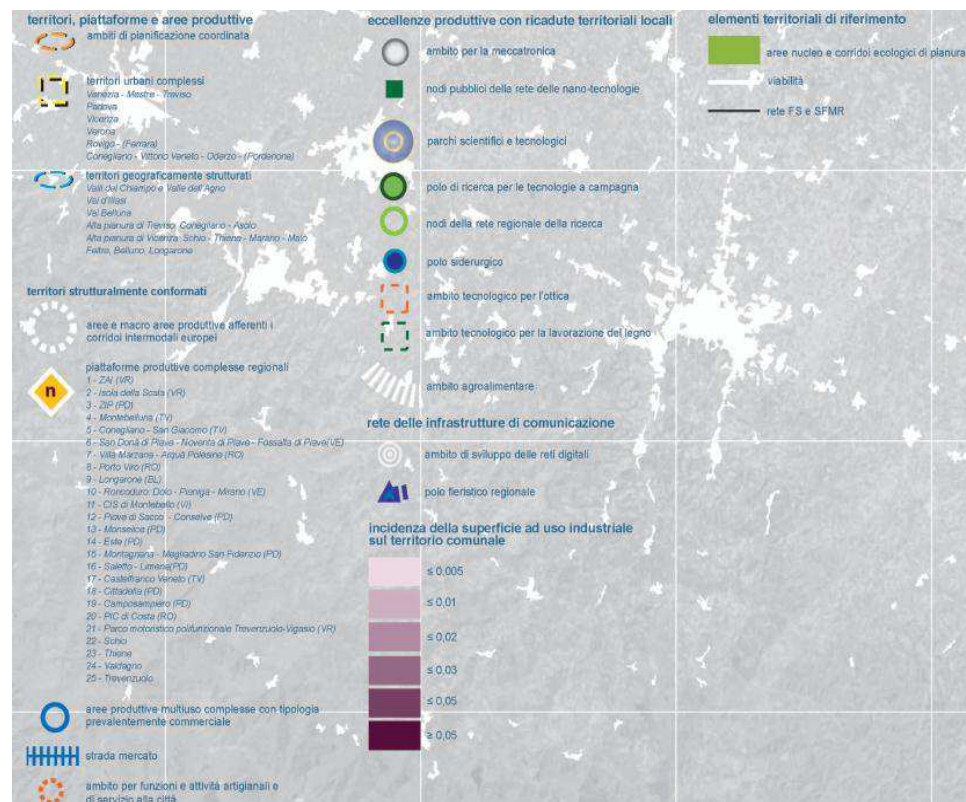 territori, piattaforme e aree produttive
ambiti di pianificazione coordinata
territori urbani complessi
Venezia - Mestre - Treviso
Padova
Vicenza
Verona
Rovigo - (Ferrara)
Conegliano - Vittorio Veneto - Oderzo - (Pordenone)
territori geograficamente strutturati
Valli del Chiampo e Valle dell'Agno
Val d'Illasi
Val Belluna
Alta pianura di Treviso: Conegliano - Asolo
Alta pianura di Vicenza: Schio - Thiene - Marano - Malo
Feltre, Belluno, Longarone
territori strutturalmente conformati
aree e macro aree produttive afferenti i
corridoi intermodali europei
piattaforme produttive complesse regionali
n
1 - ZAI (VR)
2 - Isola della Scala (VR)
3 - ZIP (PD)
4 - Montebelluna (TV)
5 - Conegliano - San Giacomo (TV)
6 - San Donà di Piave - Noventa di Piave - Fossalta di Piave(VE)
7 - Villa Marzana - Arquà Polesine (RO)
8 - Porto Viro (RO)
9 - Longarone (BL)
10 - Roncoduro: Dolo - Pianiga - Mirano (VE)
11 - CIS di Montebello (VI)
12 - Piove di Sacco - Conselve (PD)
13 - Monselice (PD)
14 - Este (PD)
15 - Montagnana - Megliadino San Fidenzio (PD)
16 - Saletto - Limena(PD)
17 - Castelfranco Veneto (TV)
18 - Cittadella (PD)
19 - Camposampiero (PD)
20 - PIC di Costa (RO)
21 - Parco motoristico polifunzionale Trevenzuolo-Vigasio (VR)
22 - Schio
23 - Thiene
24 - Valdagno
25 - Trevenzuolo
aree produttive multiuso complesse con tipologia
prevalentemente commerciale
strada mercato
ambito per funzioni e attività artigianali e
di servizio alla città
eccellenze produttive con ricadute territoriali locali
ambito per la meccatronica
nodi pubblici della rete delle nano-tecnologie
parchi scientifici e tecnologici
polo di ricerca per le tecnologie a campagna
nodi della rete regionale della ricerca
polo siderurgico
ambito tecnologico per l'ottica
ambito tecnologico per la lavorazione del legno
ambito agroalimentare
rete delle infrastrutture di comunicazione
ambito di sviluppo delle reti digitali
polo fieristico regionale
incidenza della superficie ad uso industriale
sul territorio comunale
≤ 0,005
≤ 0,01
≤ 0,02
≤ 0,03
≤ 0,05
≥ 0,05
elementi territoriali di riferimento
aree nucleo e corridoi ecologici di pianura
viabilità
rete FS e SFMR